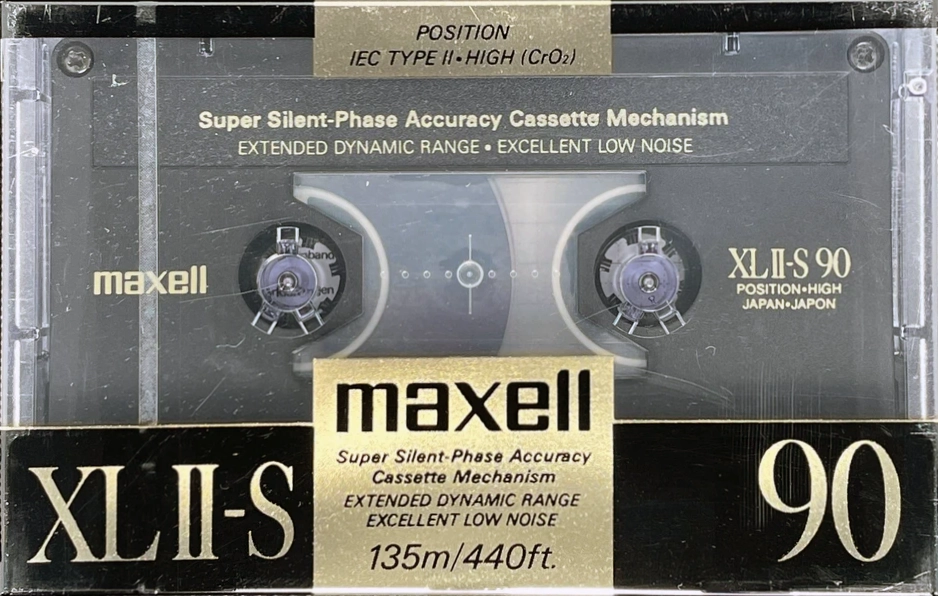 POSITION
IEC TYPE II•HIGH (CrO₂)
Super Silent-Phase Accuracy Cassette Mechanism
EXTENDED DYNAMIC RANGE • EXCELLENT LOW NOISE
maxell
XL II-S 90
POSITION•HIGH
JAPAN•JAPON
maxell
Super Silent-Phase Accuracy
Cassette Mechanism
EXTENDED DYNAMIC RANGE
EXCELLENT LOW NOISE
135m/440ft.
XL II-S
90